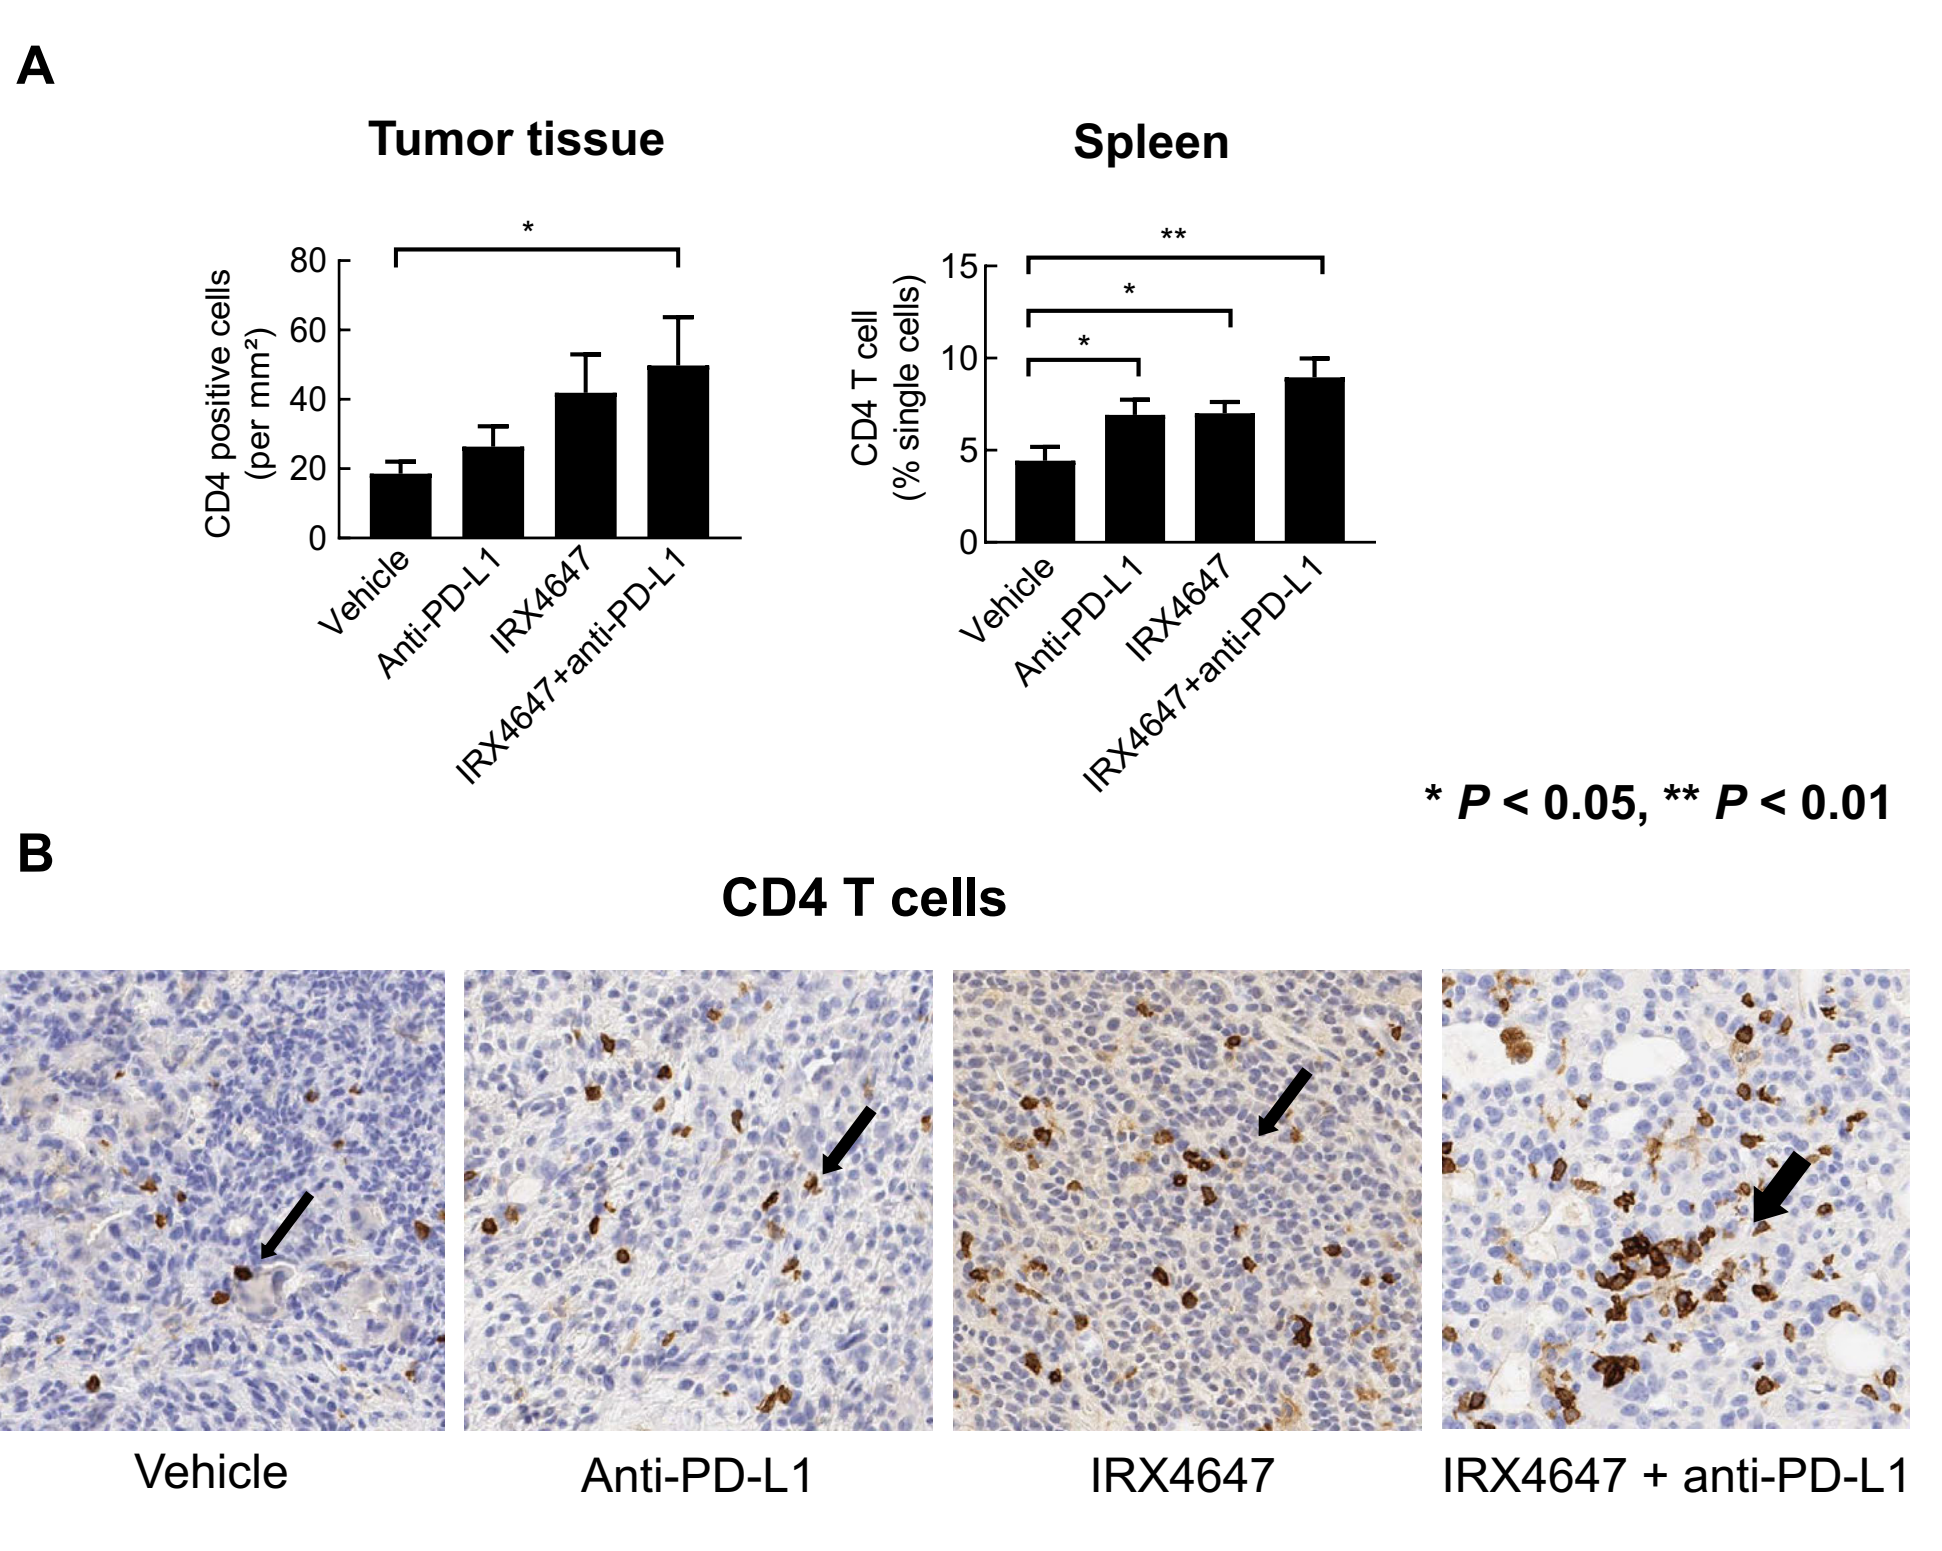 A
Tumor tissue
Spleen
*
80
60
40
20
0
CD4 positive cells
(per mm²)
Vehicle
Anti-PD-L1
IRX4647
IRX4647+anti-PD-L1
**
*
*
15
10
5
0
CD4 T cell
(% single cells)
Vehicle
Anti-PD-L1
IRX4647
IRX4647+anti-PD-L1
* P < 0.05, ** P < 0.01
B
CD4 T cells
Vehicle
Anti-PD-L1
IRX4647
IRX4647 + anti-PD-L1